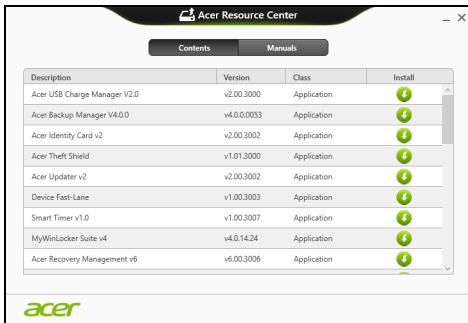 Acer Resource Center
Contents Manuals
Description Version Class Install
Acer USB Charge Manager V2.0 v2.00.3000 Application
Acer Backup Manager V4.0.0 v4.0.0.0053 Application
Acer Identity Card v2 v2.00.3002 Application
Acer Theft Shield v1.01.3000 Application
Acer Updater v2 v2.00.3002 Application
Device Fast-Lane v1.00.3003 Application
Smart Timer v1.0 v1.00.3007 Application
MyWinLocker Suite v4 v4.0.14.24 Application
Acer Recovery Management v6 v6.00.3006 Application
acer